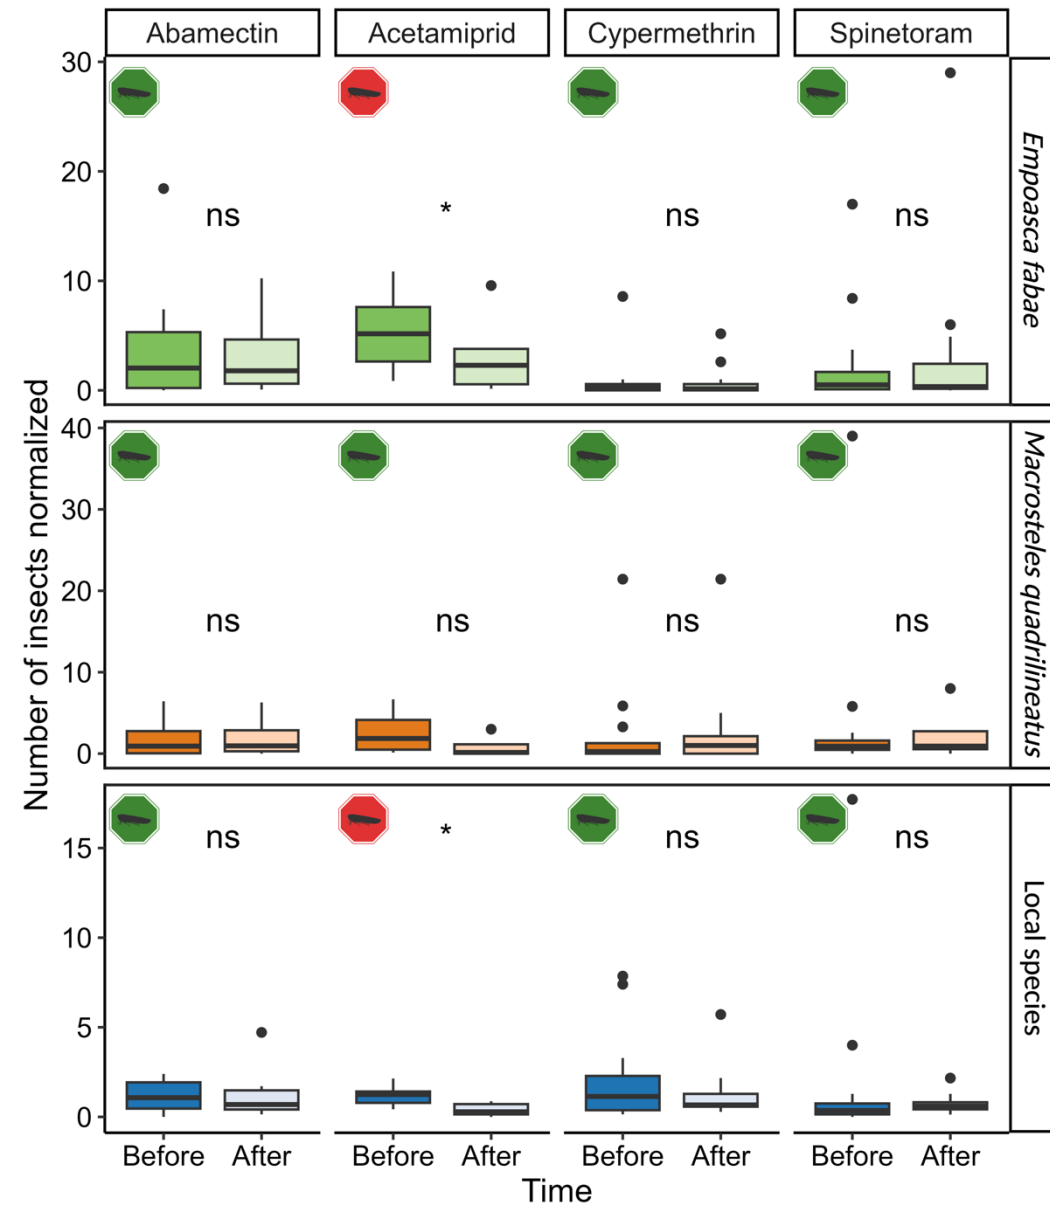 Abamectin Acetamiprid Cypermethrin Spinetoram
Number of insects normalized
30
20
10
0
ns * ns ns
Empoasca fabae
40
30
20
10
0
ns ns ns ns
Macrosteles quadrilineatus
15
10
5
0
ns * ns ns
Local species
Before After Before After Before After Before After
Time